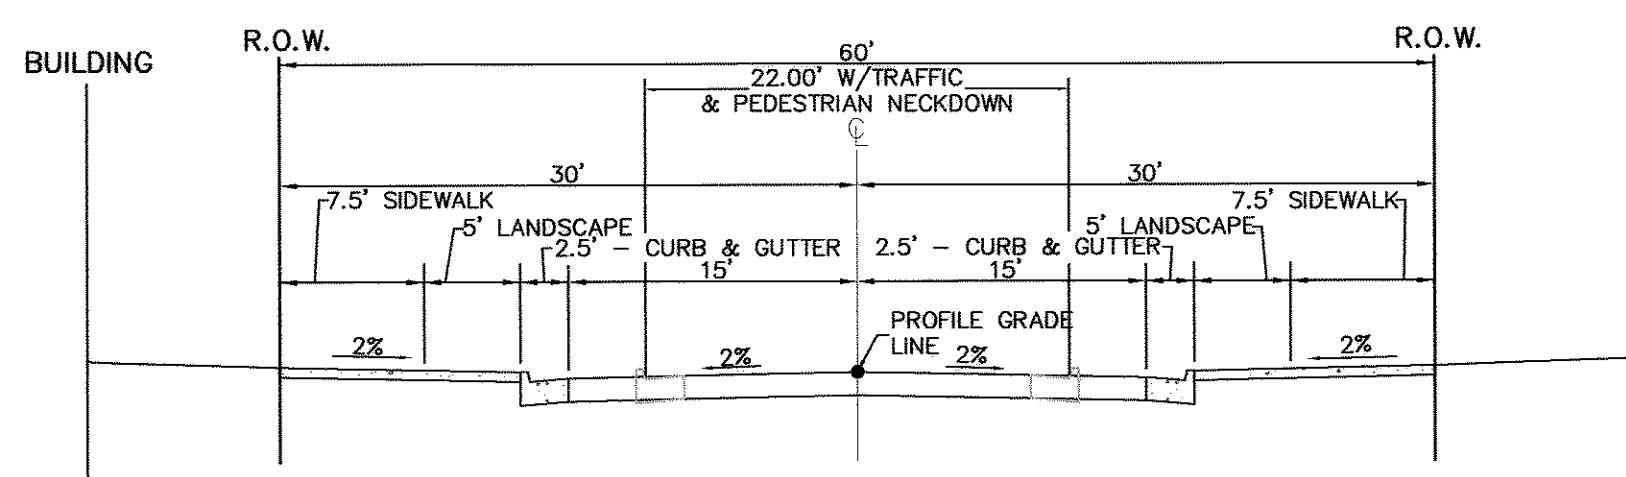 BUILDING
R.O.W.
R.O.W.
60'
22.00' W/TRAFFIC
& PEDESTRIAN NECKDOWN
CL
30'
30'
7.5' SIDEWALK
7.5' SIDEWALK
5' LANDSCAPE
5' LANDSCAPE
2.5' – CURB & GUTTER
2.5' – CURB & GUTTER
15'
15'
PROFILE GRADE
LINE
2%
2%
2%
2%